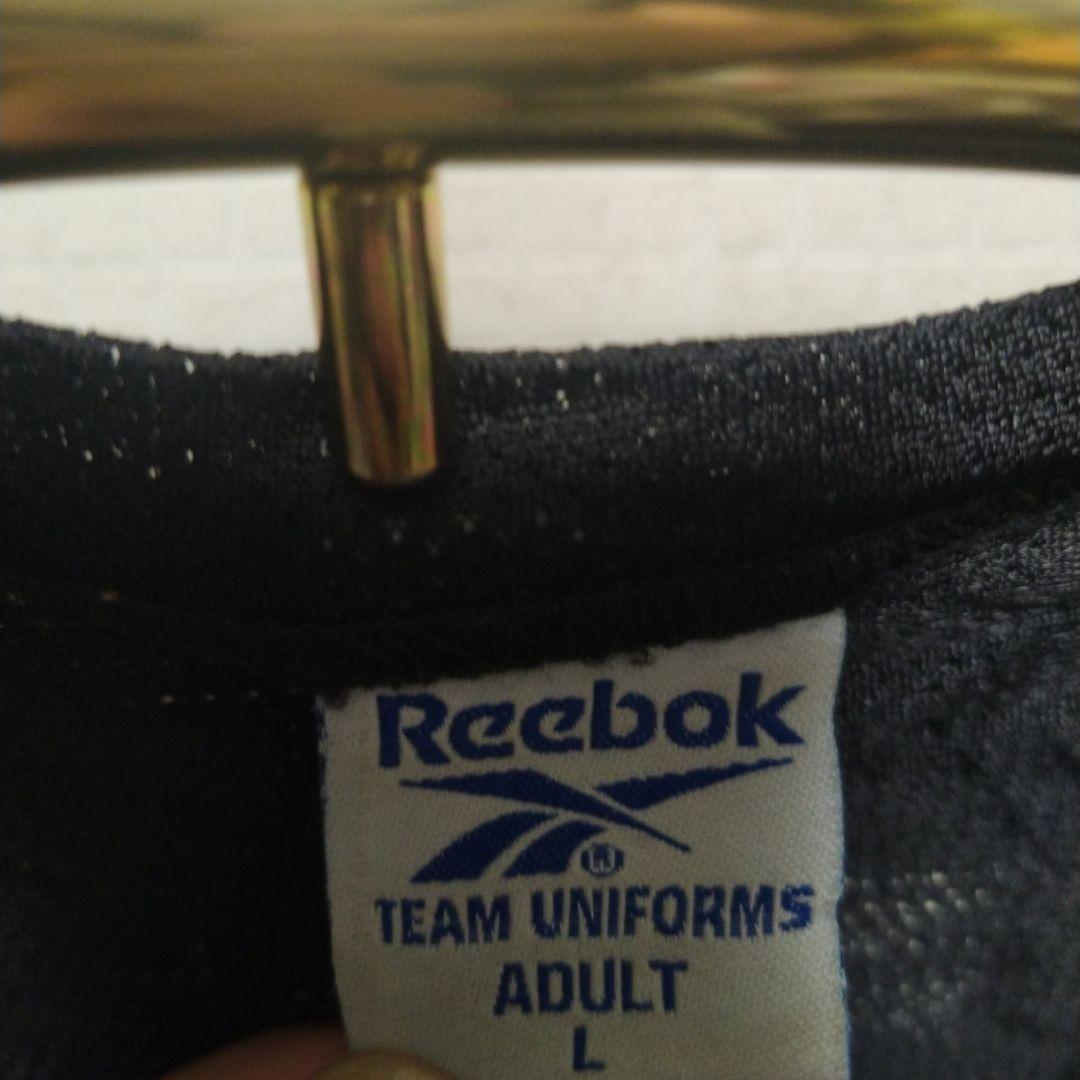 Reebok
®
TEAM UNIFORMS
ADULT
L